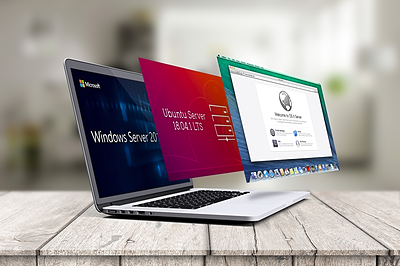 Microsoft
Windows Server 20
Ubuntu Server
18.04.1 LTS
Welcome to OS X Server